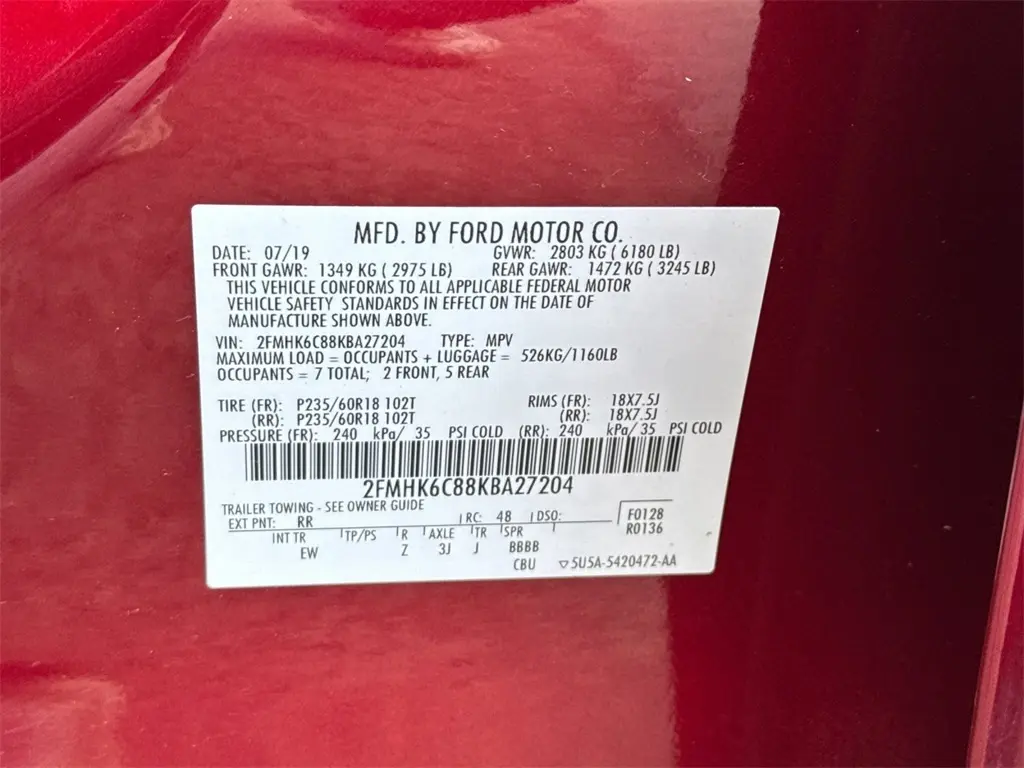 MFD. BY FORD MOTOR CO.
DATE: 07/19 GVWR: 2803 KG ( 6180 LB)
FRONT GAWR: 1349 KG ( 2975 LB) REAR GAWR: 1472 KG ( 3245 LB)
THIS VEHICLE CONFORMS TO ALL APPLICABLE FEDERAL MOTOR
VEHICLE SAFETY STANDARDS IN EFFECT ON THE DATE OF
MANUFACTURE SHOWN ABOVE.
VIN: 2FMHK6C88KBA27204 TYPE: MPV
MAXIMUM LOAD = OCCUPANTS + LUGGAGE = 526KG/1160LB
OCCUPANTS = 7 TOTAL; 2 FRONT, 5 REAR
TIRE (FR): P235/60R18 102T RIMS (FR): 18X7.5J
(RR): P235/60R18 102T (RR): 18X7.5J
PRESSURE (FR): 240 kPa/ 35 PSI COLD (RR): 240 kPa/ 35 PSI COLD
2FMHK6C88KBA27204
TRAILER TOWING - SEE OWNER GUIDE
EXT PNT: RR RC: 48 DSO: F0128
INT TR TP/PS R AXLE TR SPR R0136
EW Z 3J J BBBB
CBU ▽5U5A-5420472-AA